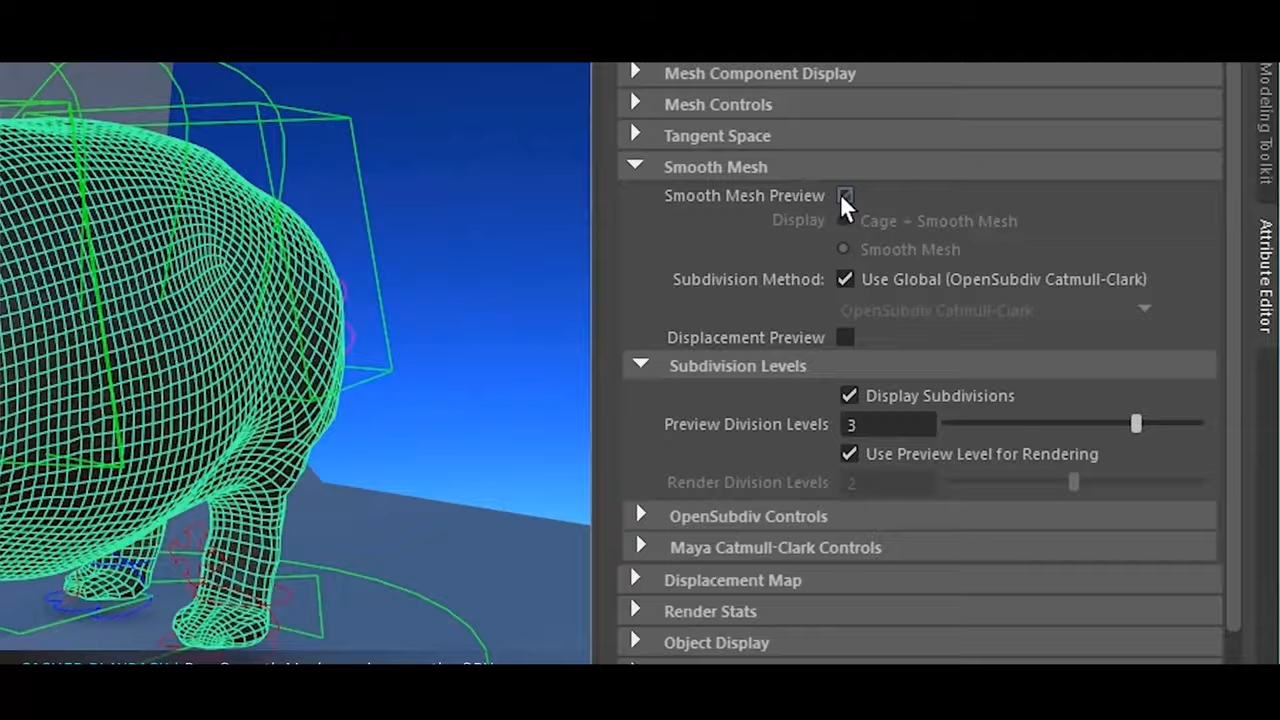 Mesh Component Display
Mesh Controls
Tangent Space
Smooth Mesh
Smooth Mesh Preview
Display Cage + Smooth Mesh
Smooth Mesh
Subdivision Method: Use Global (OpenSubdiv Catmull-Clark)
OpenSubdiv Catmull-Clark
Displacement Preview
Subdivision Levels
Display Subdivisions
Preview Division Levels 3
Use Preview Level for Rendering
Render Division Levels 2
OpenSubdiv Controls
Maya Catmull-Clark Controls
Displacement Map
Render Stats
Object Display
Modeling Toolkit
Attribute Editor